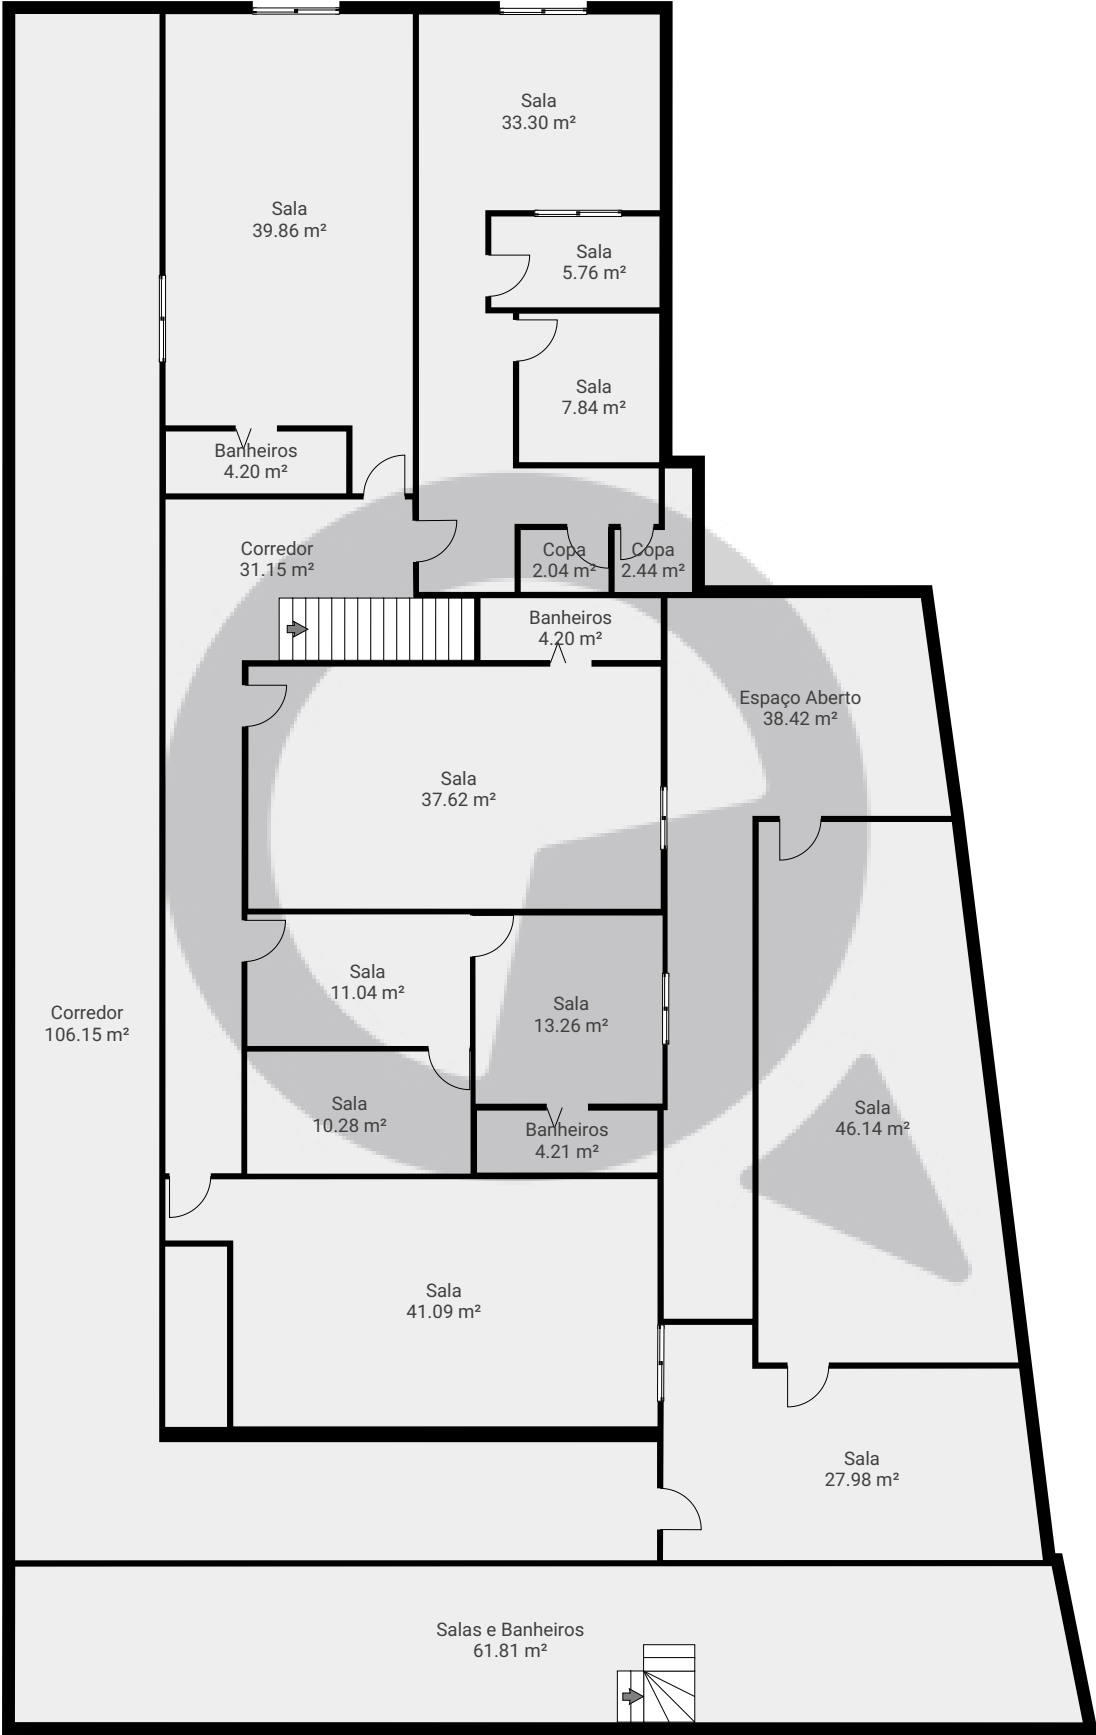 Sala
33.30 m²
Sala
39.86 m²
Sala
5.76 m²
Sala
7.84 m²
Banheiros
4.20 m²
Corredor
31.15 m²
Copa
2.04 m²
Copa
2.44 m²
Banheiros
4.20 m²
Espaço Aberto
38.42 m²
Sala
37.62 m²
Sala
11.04 m²
Sala
13.26 m²
Corredor
106.15 m²
Sala
10.28 m²
Banheiros
4.21 m²
Sala
46.14 m²
Sala
41.09 m²
Sala
27.98 m²
Salas e Banheiros
61.81 m²